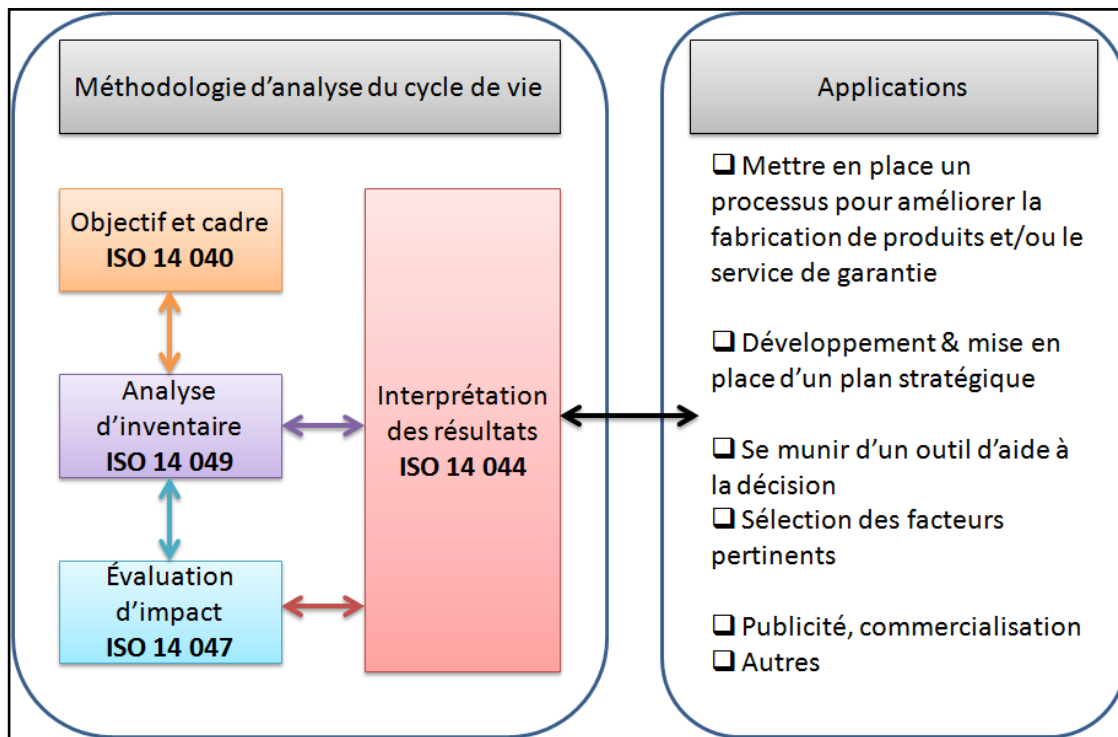 Méthodologie d'analyse du cycle de vie
Objectif et cadre
ISO 14 040
Analyse
d'inventaire
ISO 14 049
Évaluation
d'impact
ISO 14 047
Interprétation
des résultats
ISO 14 044
Applications
❑ Mettre en place un
processus pour améliorer la
fabrication de produits et/ou le
service de garantie
❑ Développement & mise en
place d'un plan stratégique
❑ Se munir d'un outil d'aide à
la décision
❑ Sélection des facteurs
pertinents
❑ Publicité, commercialisation
❑ Autres